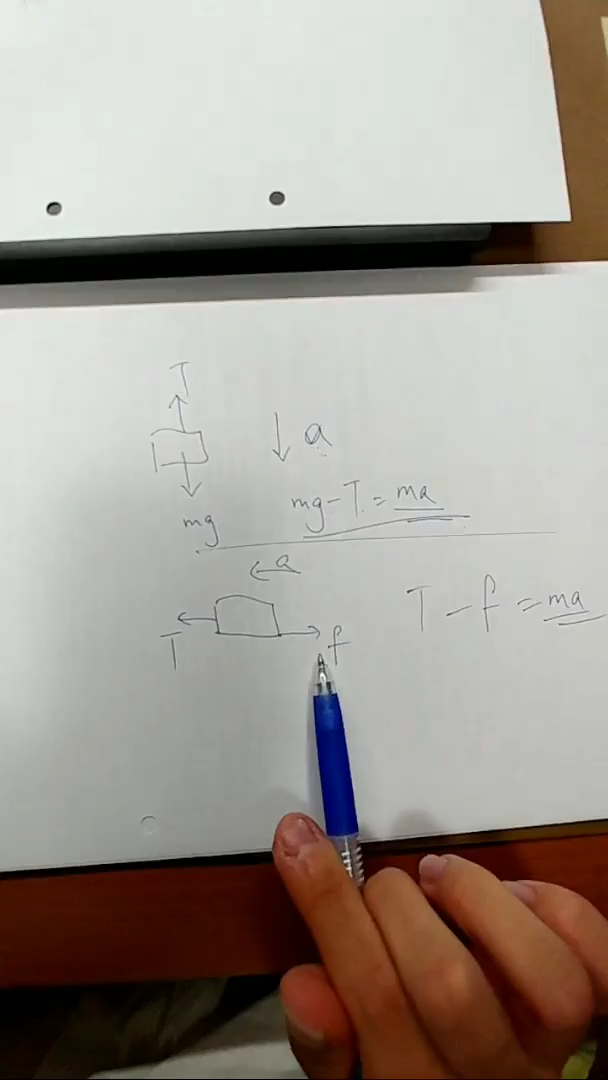 T
a
mg
mg - T = ma
a
T
f
T - f = ma